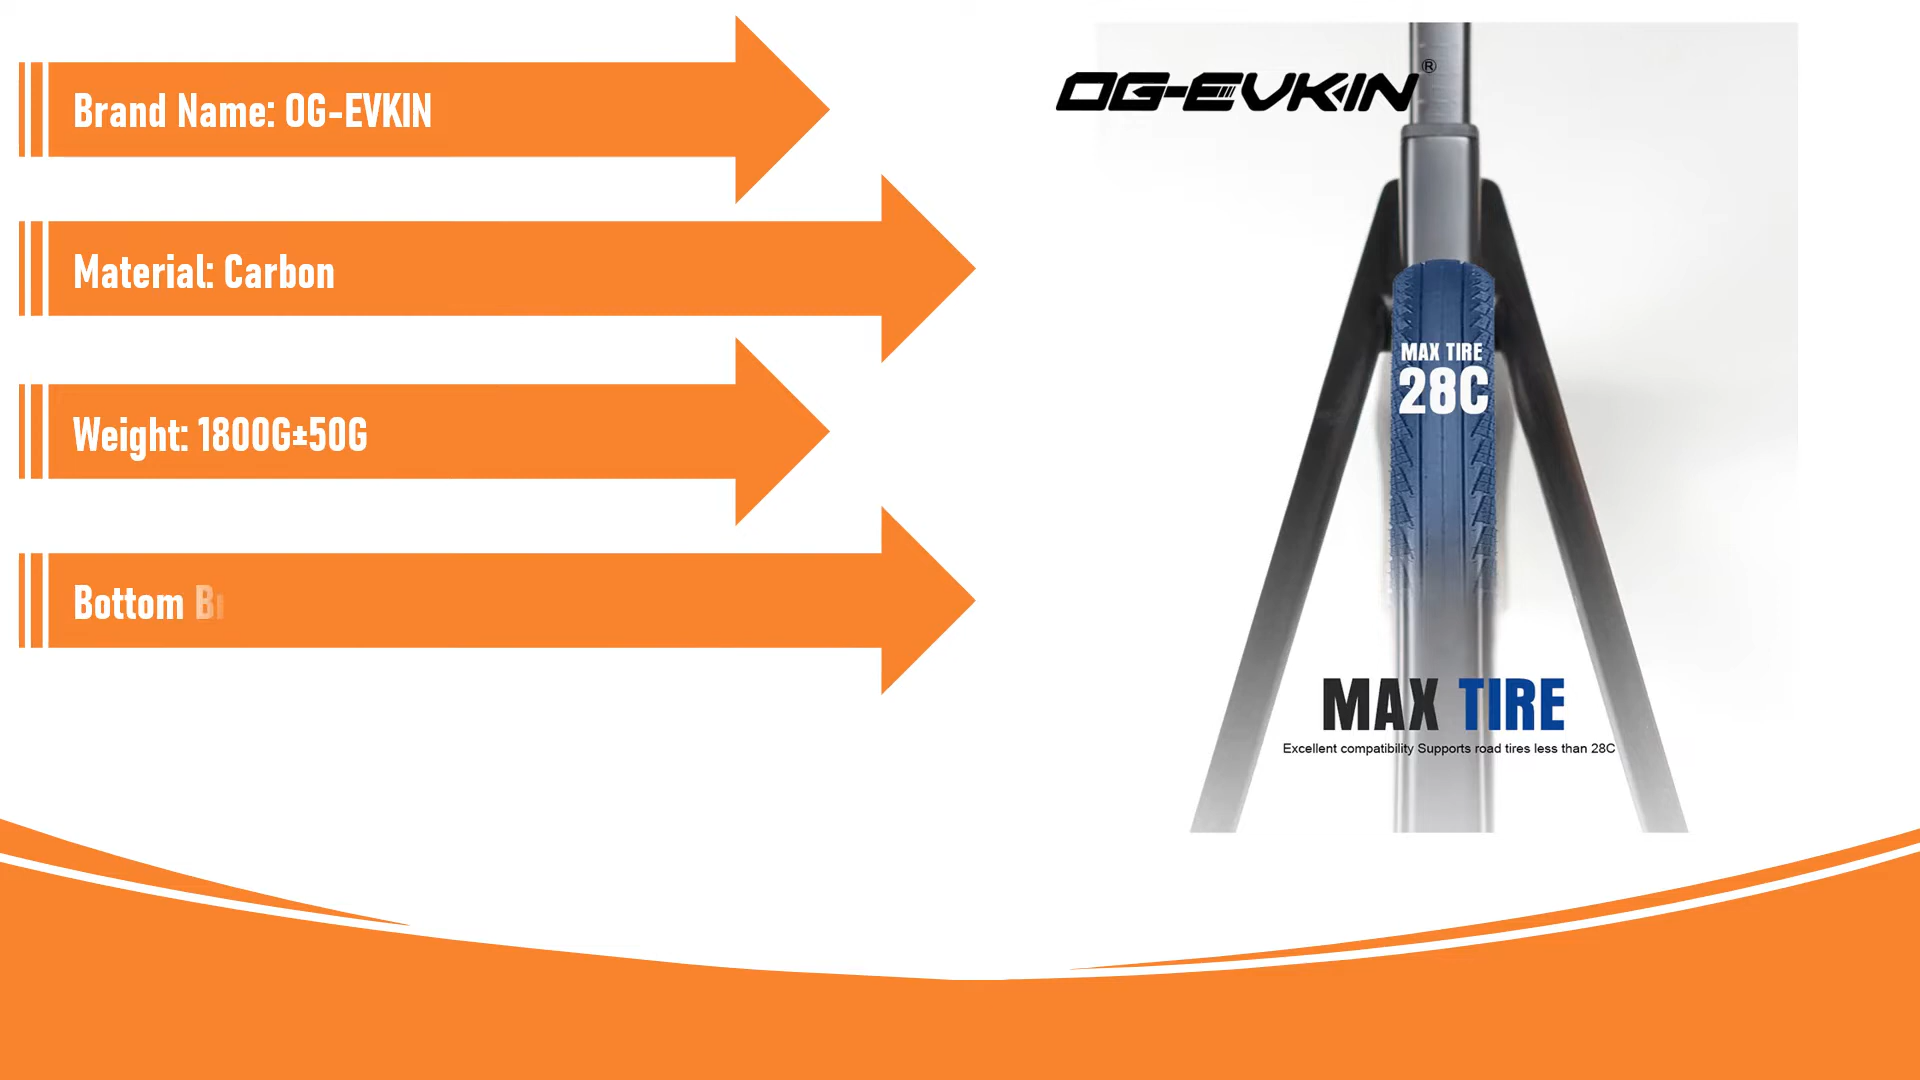 Brand Name: OG-EVKIN
Material: Carbon
Weight: 1800G±50G
Bottom Br
OG-EVKIN®
MAX TIRE
28C
MAX TIRE
Excellent compatibility Supports road tires less than 28C